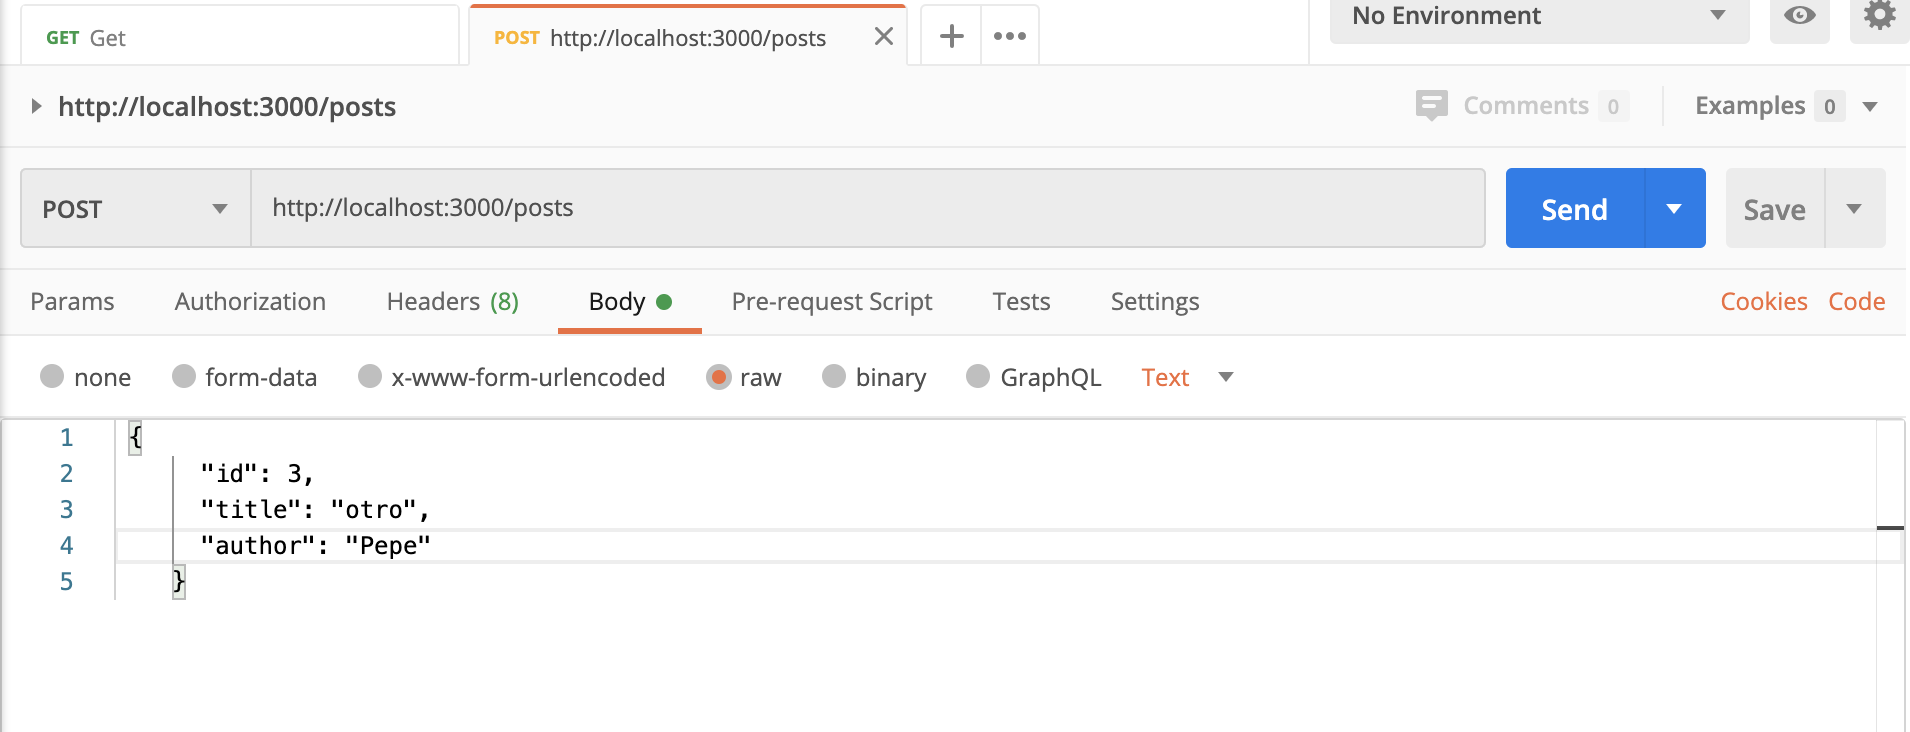 GET Get POST http://localhost:3000/posts No Environment
http://localhost:3000/posts Comments 0 Examples 0
POST http://localhost:3000/posts Send Save
Params Authorization Headers (8) Body Pre-request Script Tests Settings Cookies Code
none form-data x-www-form-urlencoded raw binary GraphQL Text
1 {
2 "id": 3,
3 "title": "otro",
4 "author": "Pepe"
5 }